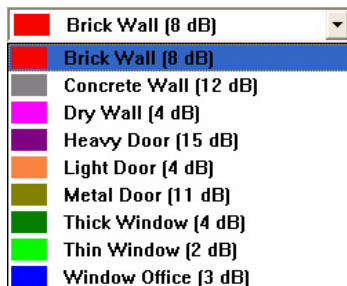 Brick Wall (8 dB)
Brick Wall (8 dB)
Concrete Wall (12 dB)
Dry Wall (4 dB)
Heavy Door (15 dB)
Light Door (4 dB)
Metal Door (11 dB)
Thick Window (4 dB)
Thin Window (2 dB)
Window Office (3 dB)